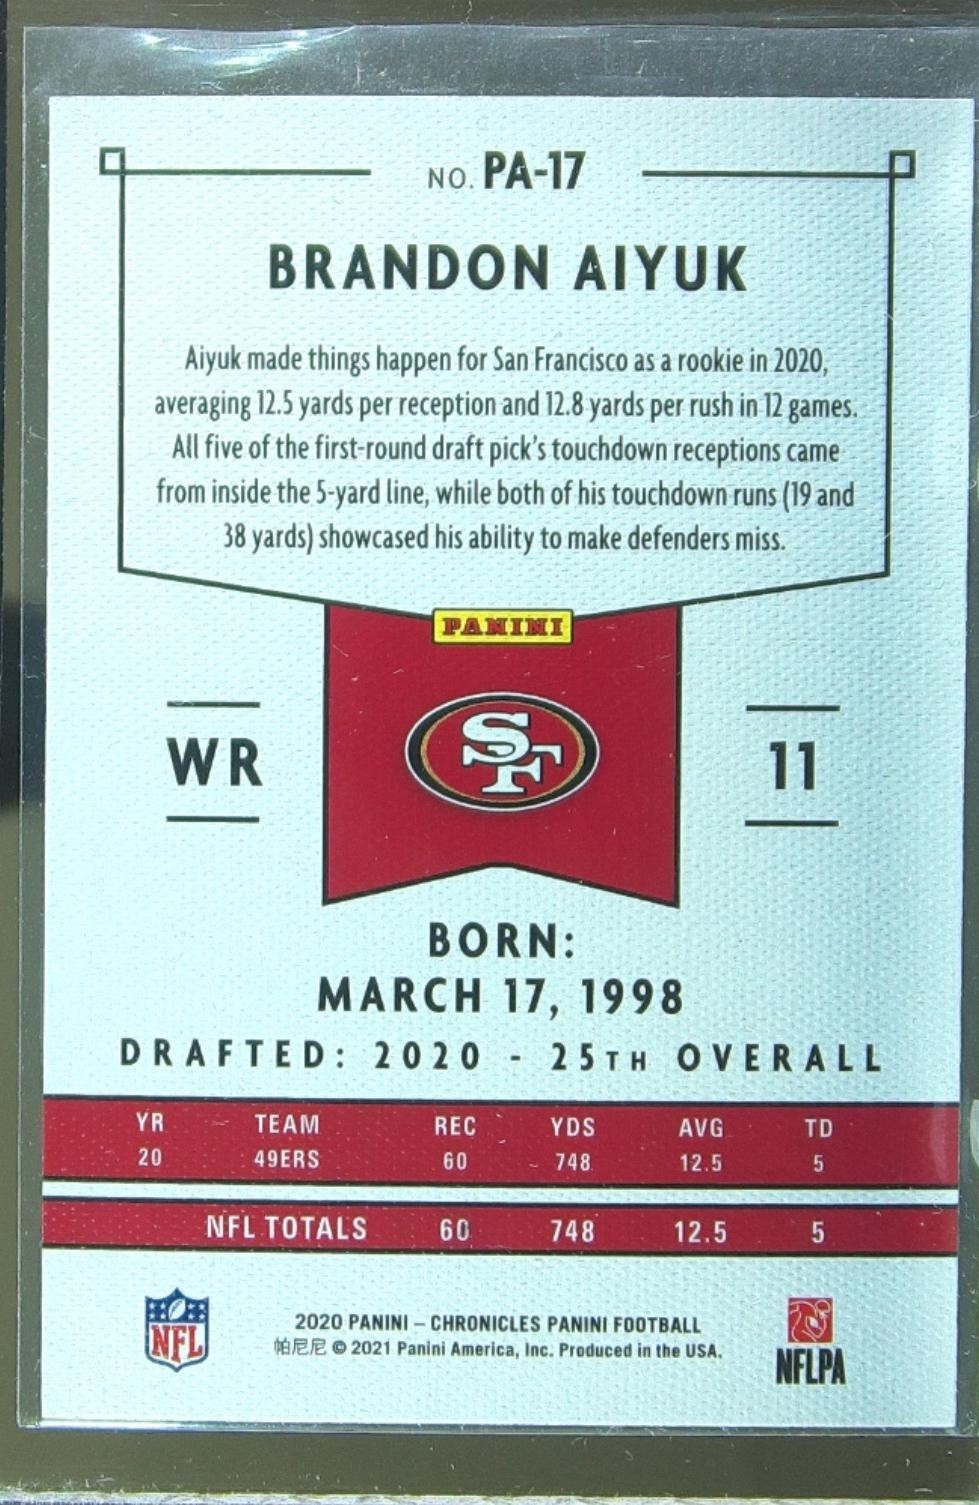 NO. PA-17
BRANDON AIYUK
Aiyuk made things happen for San Francisco as a rookie in 2020,
averaging 12.5 yards per reception and 12.8 yards per rush in 12 games.
All five of the first-round draft pick's touchdown receptions came
from inside the 5-yard line, while both of his touchdown runs (19 and
38 yards) showcased his ability to make defenders miss.
PANINI
SF
WR
11
BORN:
MARCH 17, 1998
DRAFTED: 2020 - 25TH OVERALL
YR TEAM REC YDS AVG TD
20 49ERS 60 748 12.5 5
NFL TOTALS 60 748 12.5 5
NFL
2020 PANINI – CHRONICLES PANINI FOOTBALL
帕尼尼 © 2021 Panini America, Inc. Produced in the USA.
NFLPA